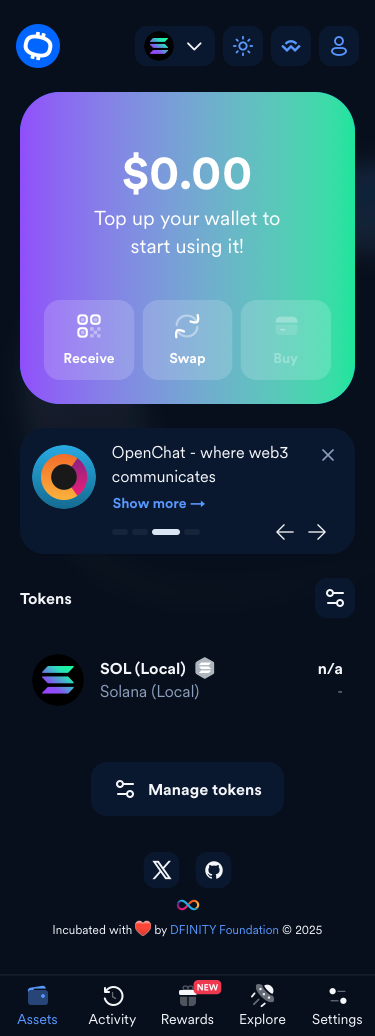 $0.00
Top up your wallet to
start using it!
Receive
Swap
Buy
OpenChat - where web3
communicates
Show more →
Tokens
SOL (Local)
n/a
Solana (Local)
-
Manage tokens
Incubated with ❤️ by DFINITY Foundation © 2025
NEW
Assets
Activity
Rewards
Explore
Settings